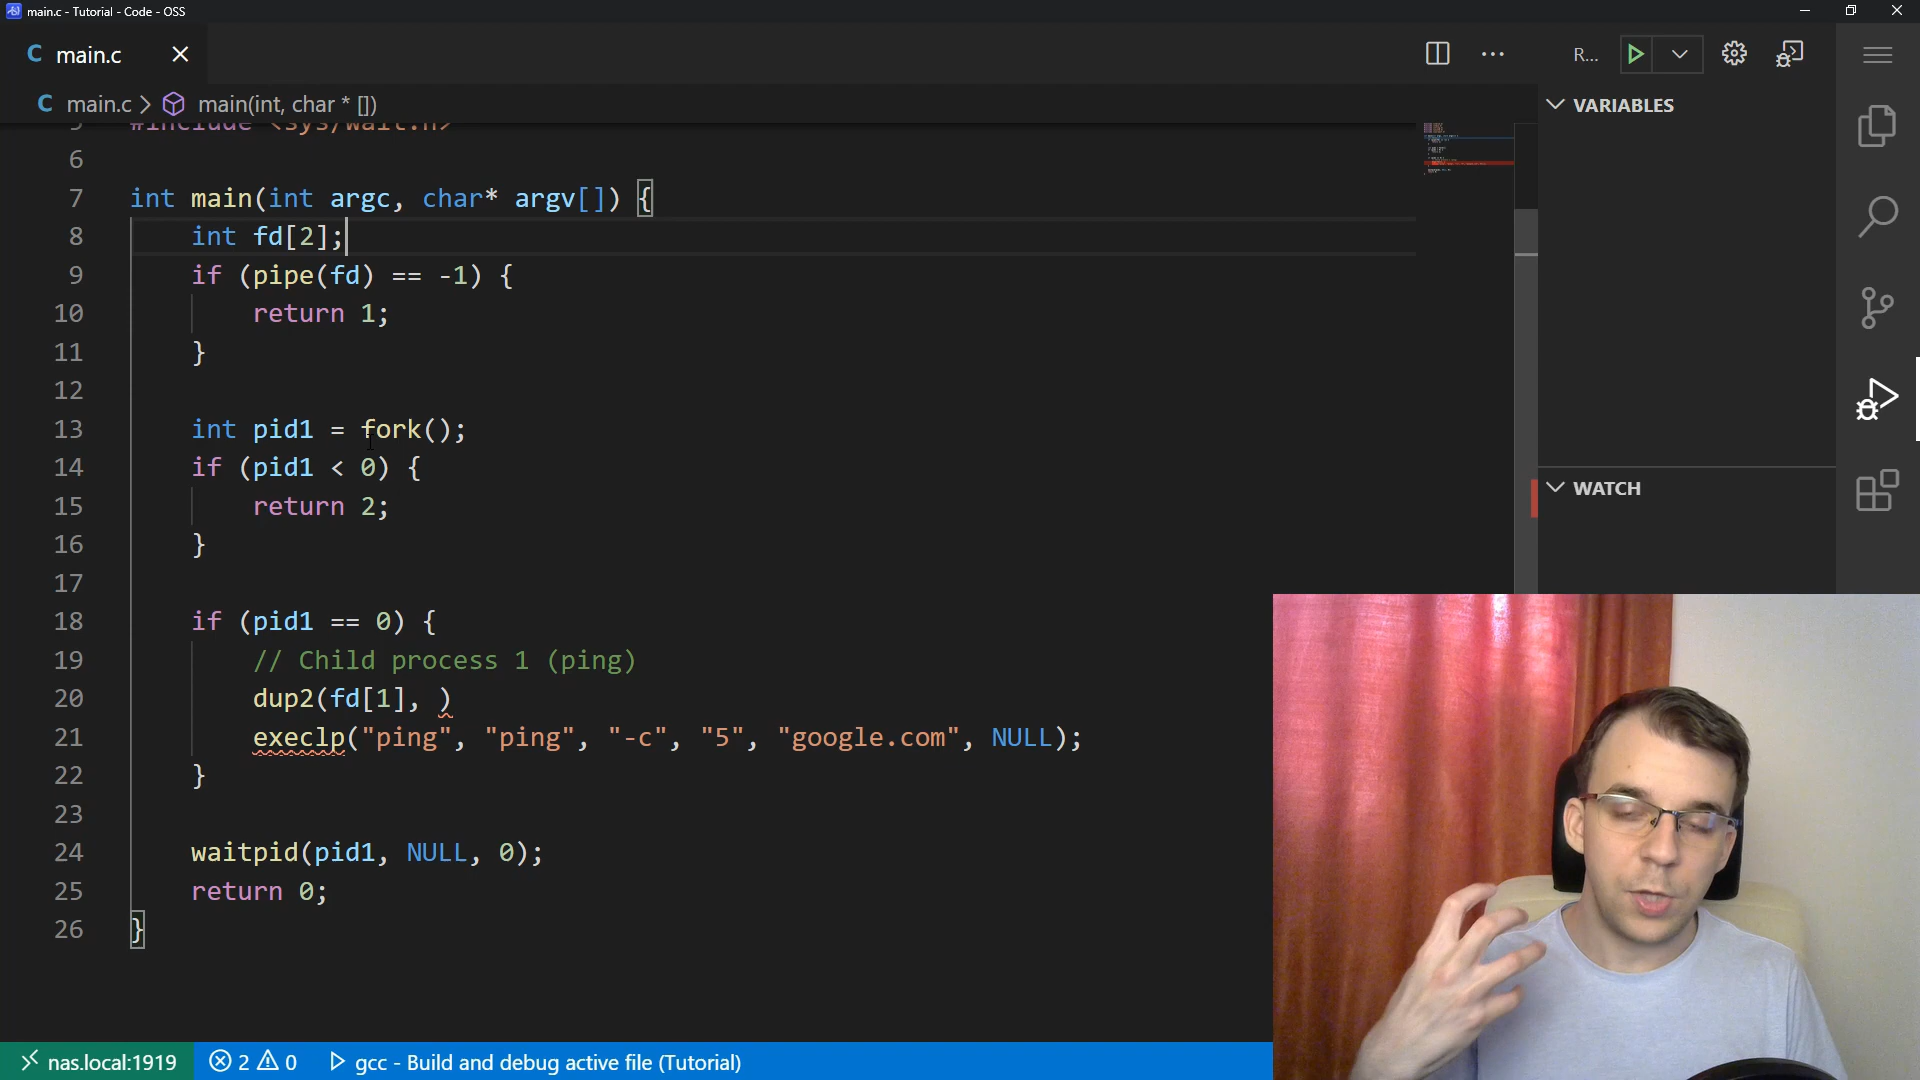 main.c - Tutorial - Code - OSS
C main.c
R...
C main.c > main(int, char * [])
VARIABLES
5 #include <sys/wait.h>
6
7 int main(int argc, char* argv[]) {
8 int fd[2];
9 if (pipe(fd) == -1) {
10 return 1;
11 }
12
13 int pid1 = fork();
14 if (pid1 < 0) {
15 return 2;
16 }
17
18 if (pid1 == 0) {
19 // Child process 1 (ping)
20 dup2(fd[1], )
21 execlp("ping", "ping", "-c", "5", "google.com", NULL);
22 }
23
24 waitpid(pid1, NULL, 0);
25 return 0;
26 }
WATCH
nas.local:1919 2 0 gcc - Build and debug active file (Tutorial)